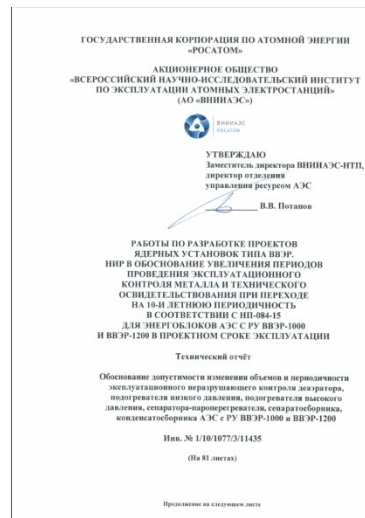 ГОСУДАРСТВЕННАЯ КОРПОРАЦИЯ ПО АТОМНОЙ ЭНЕРГИИ
«РОСАТОМ»
АКЦИОНЕРНОЕ ОБЩЕСТВО
«ВСЕРОССИЙСКИЙ НАУЧНО-ИССЛЕДОВАТЕЛЬСКИЙ ИНСТИТУТ
ПО ЭКСПЛУАТАЦИИ АТОМНЫХ ЭЛЕКТРОСТАНЦИЙ»
(АО «ВНИИАЭС»)
ВНИИАЭС
РОСАТОМ
УТВЕРЖДАЮ
Заместитель директора ВНИИАЭС-НТП,
директор отделения
управления ресурсом АЭС
В.В. Потапов
РАБОТЫ ПО РАЗРАБОТКЕ ПРОЕКТОВ
ЯДЕРНЫХ УСТАНОВОК ТИПА ВВЭР.
НИР В ОБОСНОВАНИЕ УВЕЛИЧЕНИЯ ПЕРИОДОВ
ПРОВЕДЕНИЯ ЭКСПЛУАТАЦИОННОГО
КОНТРОЛЯ МЕТАЛЛА И ТЕХНИЧЕСКОГО
ОСВИДЕТЕЛЬСТВОВАНИЯ ПРИ ПЕРЕХОДЕ
НА 10-И ЛЕТНЮЮ ПЕРИОДИЧНОСТЬ
В СООТВЕТСТВИИ С НП-084-15
ДЛЯ ЭНЕРГОБЛОКОВ АЭС С РУ ВВЭР-1000
И ВВЭР-1200 В ПРОЕКТНОМ СРОКЕ ЭКСПЛУАТАЦИИ
Технический отчёт
Обоснование допустимости изменения объемов и периодичности
эксплуатационного неразрушающего контроля деаэратора,
подогревателя низкого давления, подогревателя высокого
давления, сепаратора-пароперегревателя, сепаратосборника,
конденсатосборника АЭС с РУ ВВЭР-1000 и ВВЭР-1200
Инв. № 1/10/1077/3/11435
(На 81 листах)
Продолжение на следующем листе